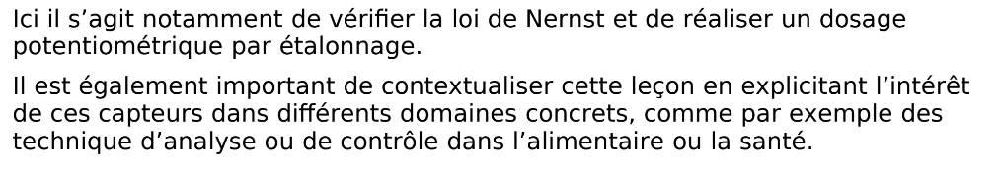 Ici il s’agit notamment de vérifier la loi de Nernst et de réaliser un dosage
potentiométrique par étalonnage.
Il est également important de contextualiser cette leçon en explicitant l’intérêt
de ces capteurs dans différents domaines concrets, comme par exemple des
technique d’analyse ou de contrôle dans l’alimentaire ou la santé.